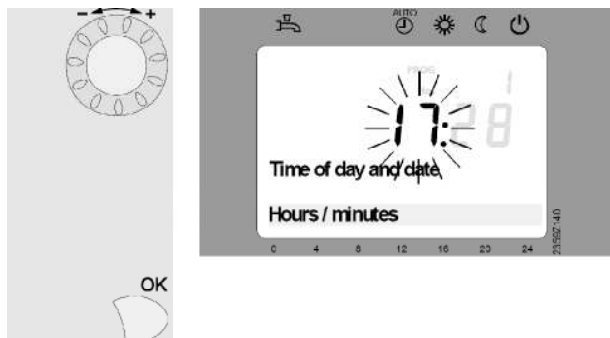 - +
OK
AUTO
PROG
1
17:28
Time of day and date
Hours / minutes
0 4 8 12 16 20 24
2359Z140